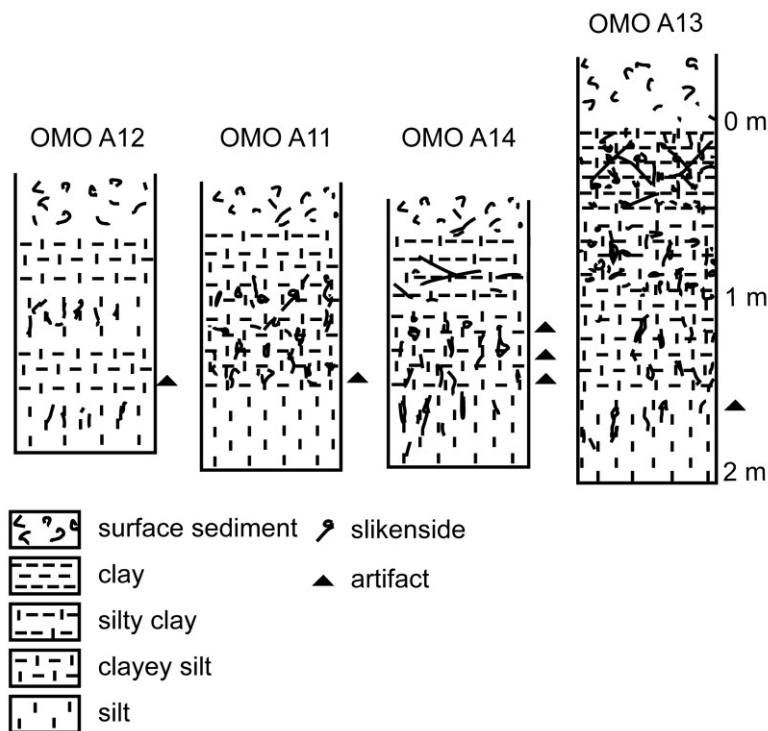 OMO A13
OMO A12
OMO A11
OMO A14
0 m
1 m
2 m
surface sediment
slikenside
clay
artifact
silty clay
clayey silt
silt